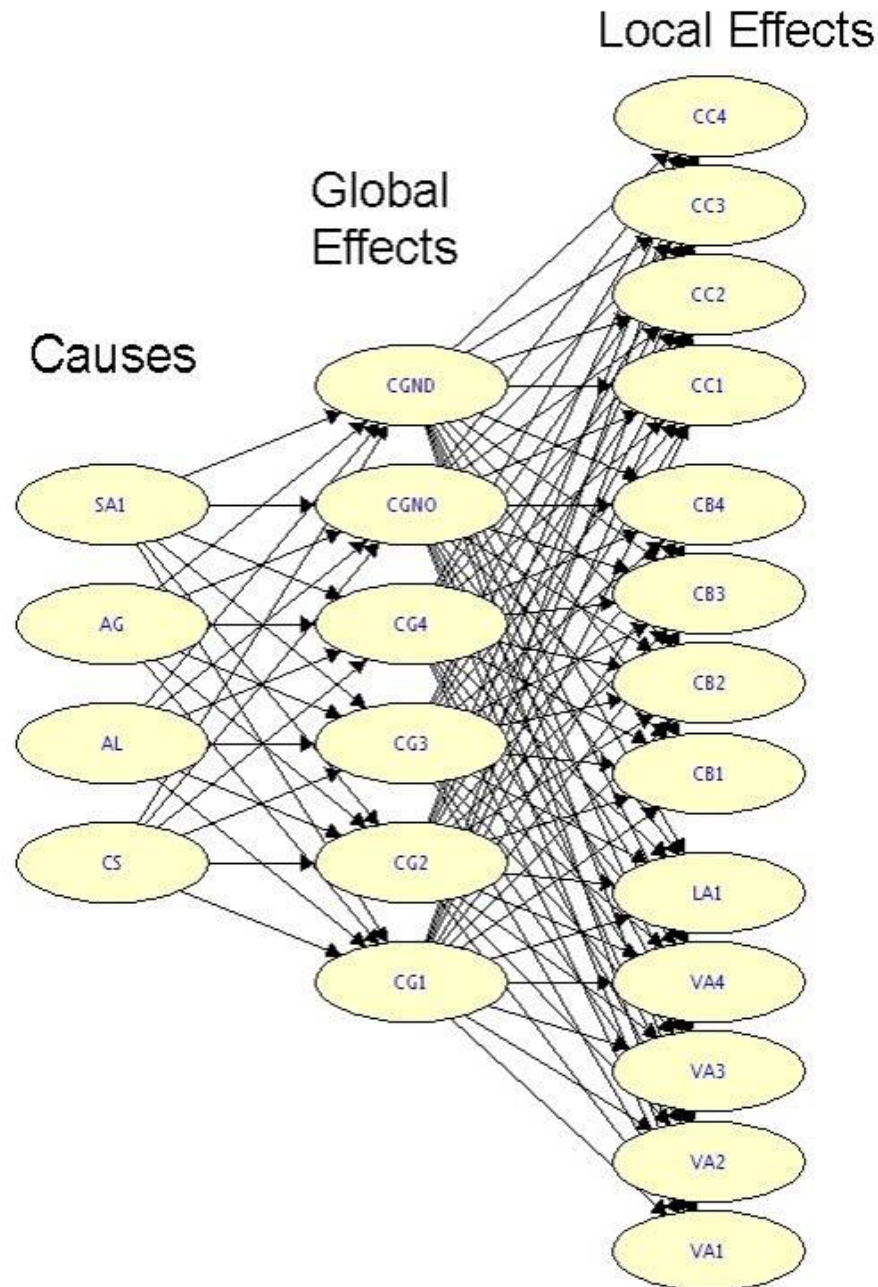 Local Effects
CC4
Global
Effects
CC3
CC2
Causes
CGND
CC1
SA1
CGNO
CB4
AG
CG4
CB3
CB2
AL
CG3
CB1
CS
CG2
LA1
CG1
VA4
VA3
VA2
VA1